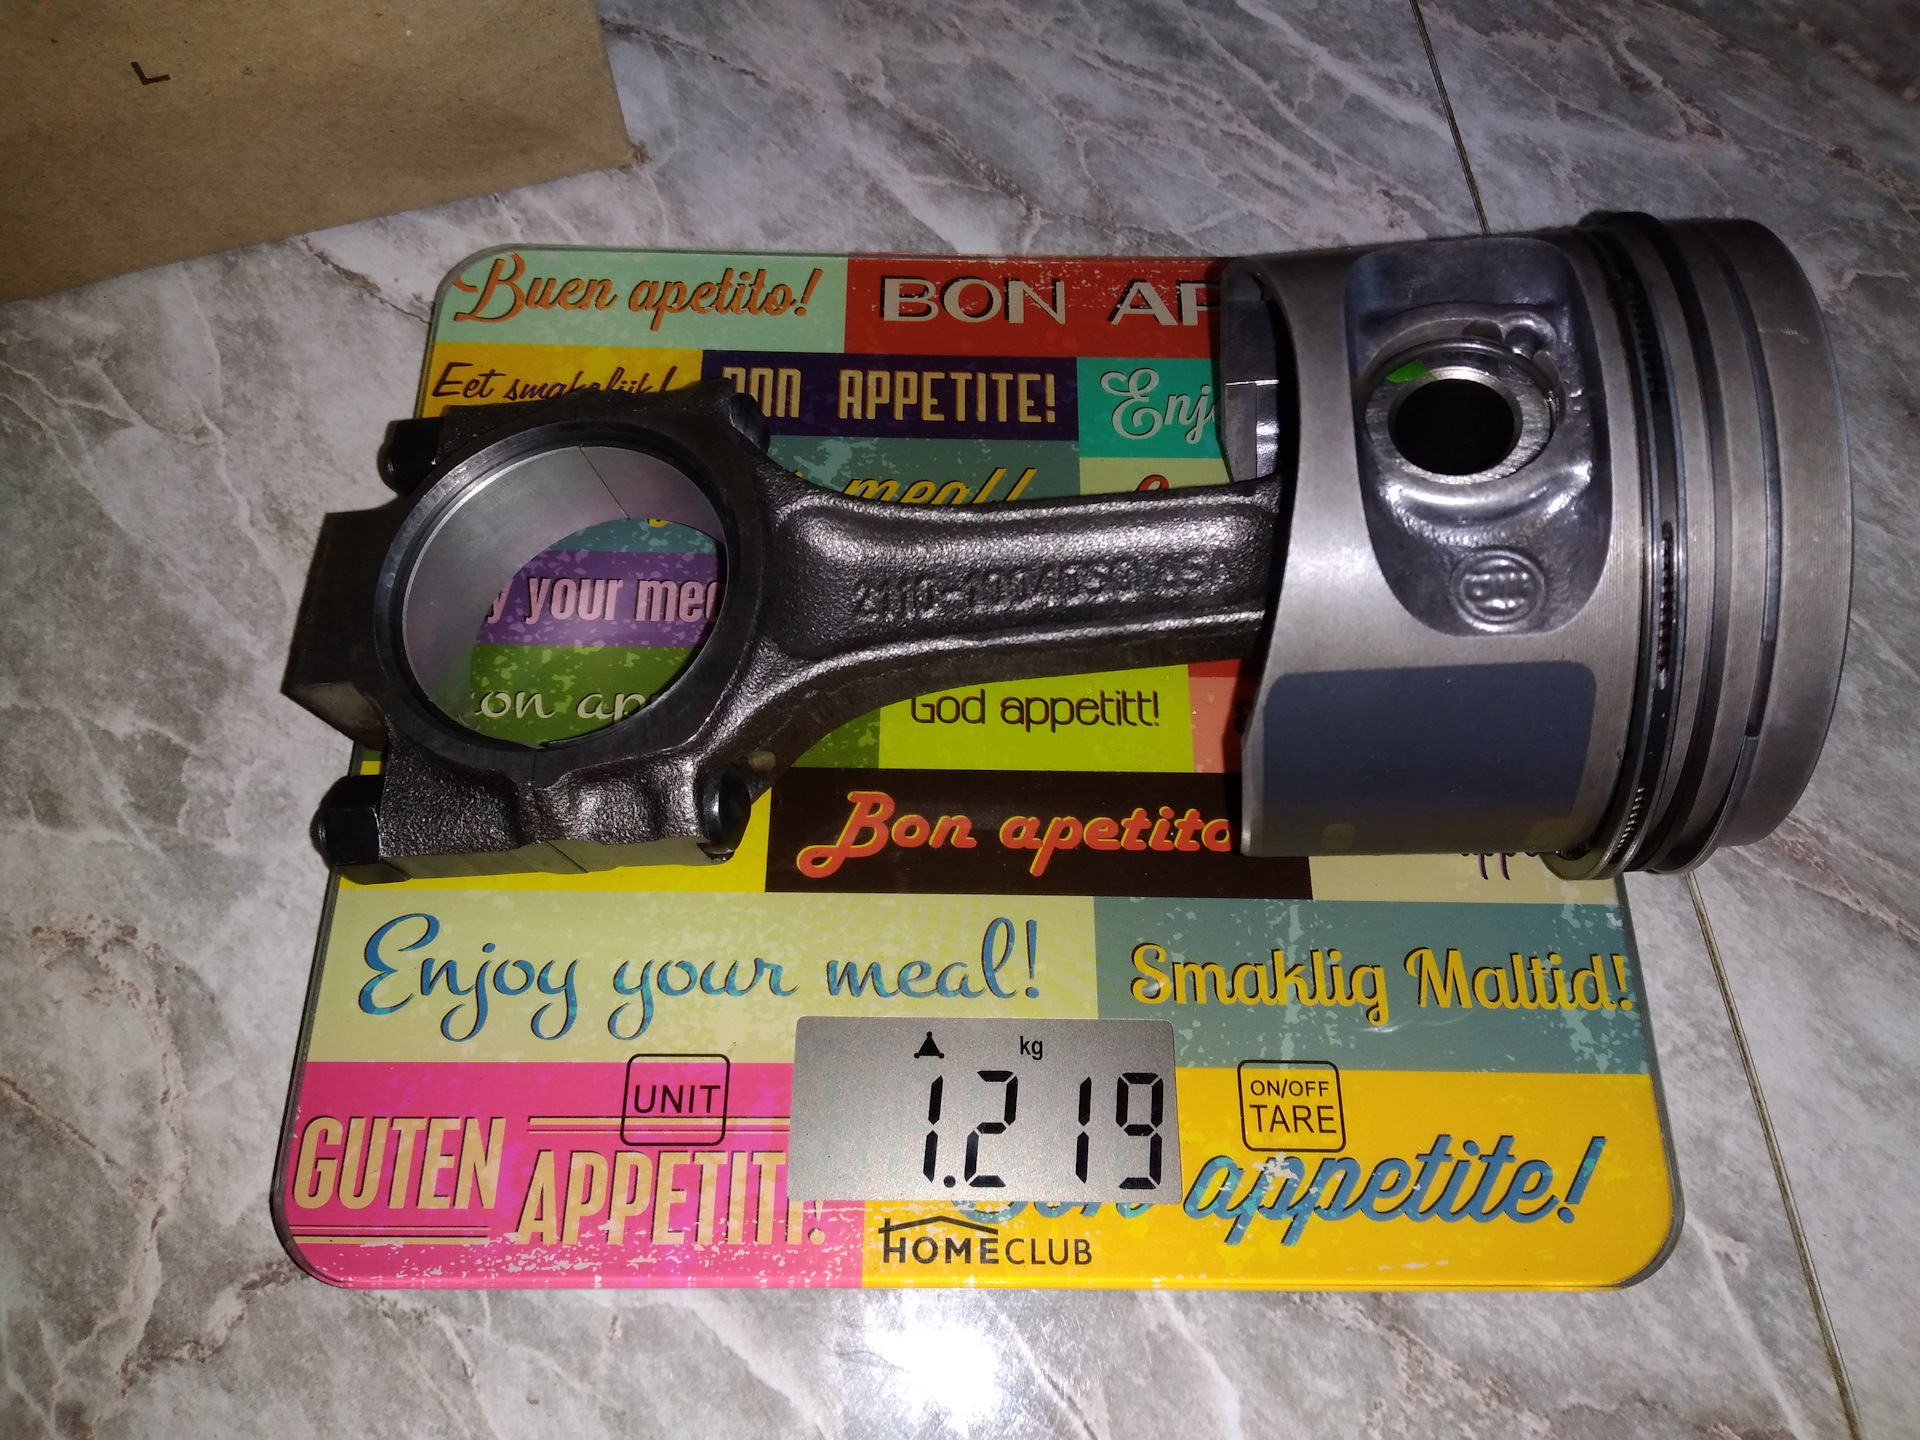 L
Buen apetito!
BON AP
Eet smakelijk!
BON APPETITE!
Enj
meal!
your mea
on ap
God appetitt!
Bon apetito
Enjoy your meal!
Smaklig Maltid!
kg
1.219
UNIT
ON/OFF
TARE
GUTEN
APPETIT!
appetite!
HOMECLUB